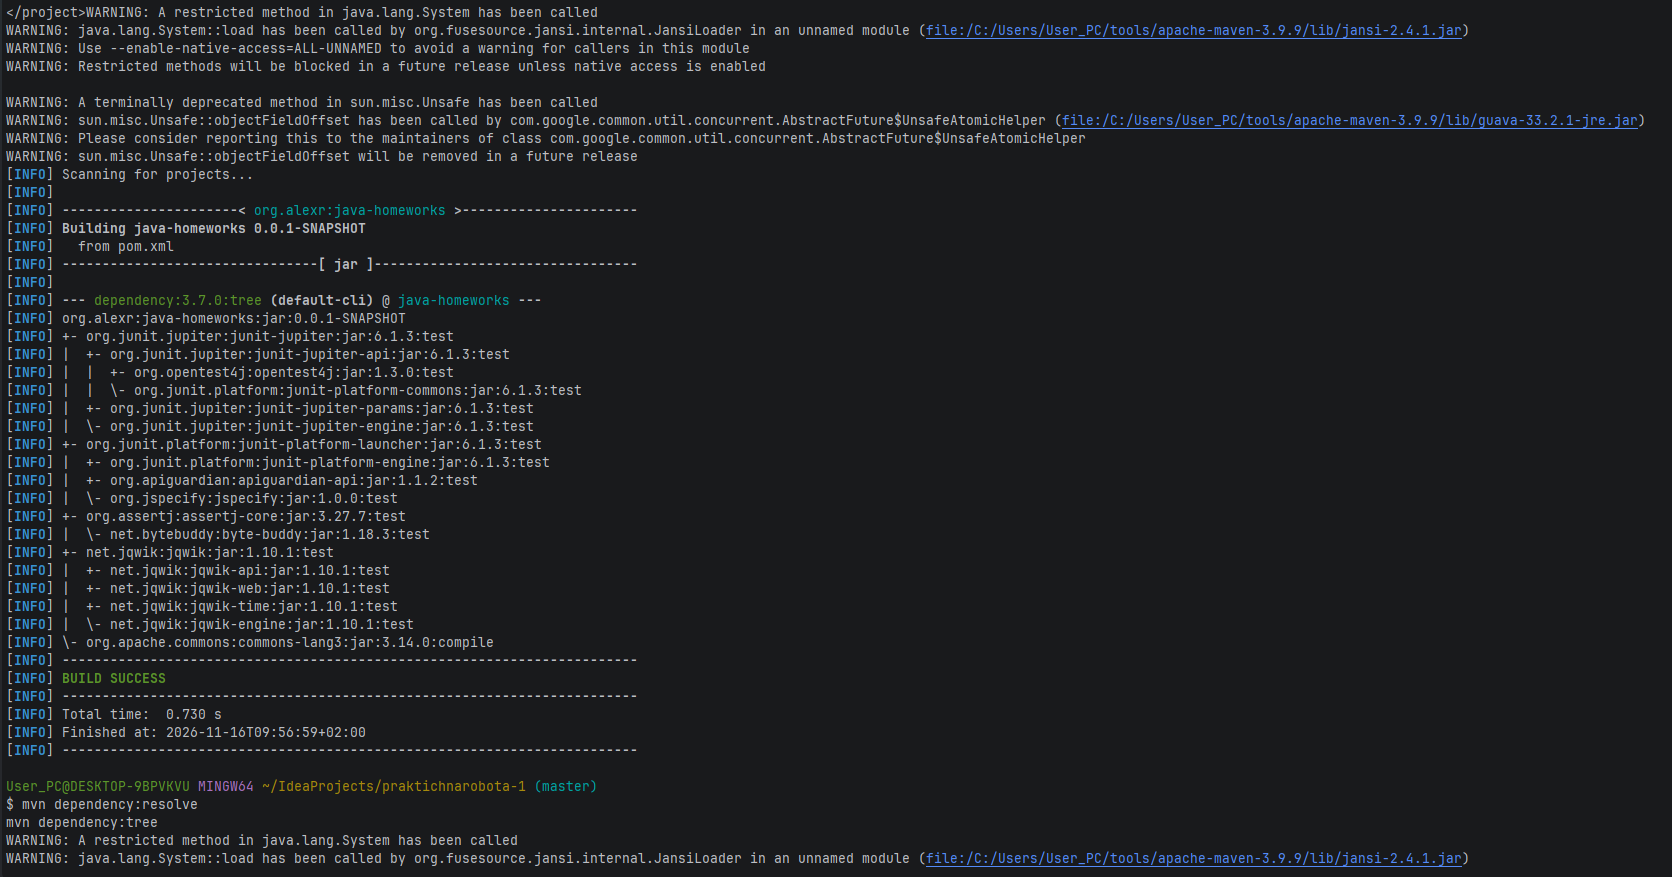 </project>WARNING: A restricted method in java.lang.System has been called
WARNING: java.lang.System::load has been called by org.fusesource.jansi.internal.JansiLoader in an unnamed module (file:/C:/Users/User_PC/tools/apache-maven-3.9.9/lib/jansi-2.4.1.jar)
WARNING: Use --enable-native-access=ALL-UNNAMED to avoid a warning for callers in this module
WARNING: Restricted methods will be blocked in a future release unless native access is enabled

WARNING: A terminally deprecated method in sun.misc.Unsafe has been called
WARNING: sun.misc.Unsafe::objectFieldOffset has been called by com.google.common.util.concurrent.AbstractFuture$UnsafeAtomicHelper (file:/C:/Users/User_PC/tools/apache-maven-3.9.9/lib/guava-33.2.1-jre.jar)
WARNING: Please consider reporting this to the maintainers of class com.google.common.util.concurrent.AbstractFuture$UnsafeAtomicHelper
WARNING: sun.misc.Unsafe::objectFieldOffset will be removed in a future release
[INFO] Scanning for projects...
[INFO]
[INFO] ----------------------< org.alexr:java-homeworks >----------------------
[INFO] Building java-homeworks 0.0.1-SNAPSHOT
[INFO]   from pom.xml
[INFO] --------------------------------[ jar ]---------------------------------
[INFO]
[INFO] --- dependency:3.7.0:tree (default-cli) @ java-homeworks ---
[INFO] org.alexr:java-homeworks:jar:0.0.1-SNAPSHOT
[INFO] +- org.junit.jupiter:junit-jupiter:jar:6.1.3:test
[INFO] |  +- org.junit.jupiter:junit-jupiter-api:jar:6.1.3:test
[INFO] |  |  +- org.opentest4j:opentest4j:jar:1.3.0:test
[INFO] |  |  \- org.junit.platform:junit-platform-commons:jar:6.1.3:test
[INFO] |  +- org.junit.jupiter:junit-jupiter-params:jar:6.1.3:test
[INFO] |  \- org.junit.jupiter:junit-jupiter-engine:jar:6.1.3:test
[INFO] +- org.junit.platform:junit-platform-launcher:jar:6.1.3:test
[INFO] |  +- org.junit.platform:junit-platform-engine:jar:6.1.3:test
[INFO] |  +- org.apiguardian:apiguardian-api:jar:1.1.2:test
[INFO] |  \- org.jspecify:jspecify:jar:1.0.0:test
[INFO] +- org.assertj:assertj-core:jar:3.27.7:test
[INFO] |  \- net.bytebuddy:byte-buddy:jar:1.18.3:test
[INFO] +- net.jqwik:jqwik:jar:1.10.1:test
[INFO] |  +- net.jqwik:jqwik-api:jar:1.10.1:test
[INFO] |  +- net.jqwik:jqwik-web:jar:1.10.1:test
[INFO] |  +- net.jqwik:jqwik-time:jar:1.10.1:test
[INFO] |  \- net.jqwik:jqwik-engine:jar:1.10.1:test
[INFO] \- org.apache.commons:commons-lang3:jar:3.14.0:compile
[INFO] ------------------------------------------------------------------------
[INFO] BUILD SUCCESS
[INFO] ------------------------------------------------------------------------
[INFO] Total time:  0.730 s
[INFO] Finished at: 2026-11-16T09:56:59+02:00
[INFO] ------------------------------------------------------------------------

User_PC@DESKTOP-9BPVKVU MINGW64 ~/IdeaProjects/praktichnarobota-1 (master)
$ mvn dependency:resolve
mvn dependency:tree
WARNING: A restricted method in java.lang.System has been called
WARNING: java.lang.System::load has been called by org.fusesource.jansi.internal.JansiLoader in an unnamed module (file:/C:/Users/User_PC/tools/apache-maven-3.9.9/lib/jansi-2.4.1.jar)